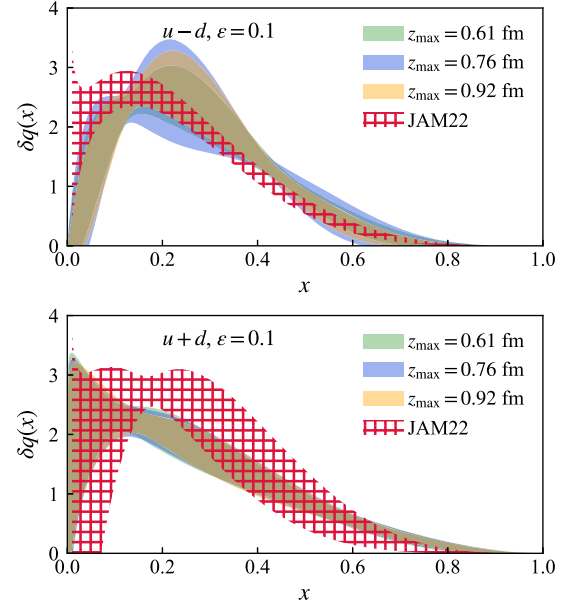 u−d, ε=0.1
z_max = 0.61 fm
z_max = 0.76 fm
z_max = 0.92 fm
JAM22
δq(x)
4
3
2
1
0
0.0 0.2 0.4 0.6 0.8 1.0
x
u+d, ε=0.1
z_max = 0.61 fm
z_max = 0.76 fm
z_max = 0.92 fm
JAM22
δq(x)
4
3
2
1
0
0.0 0.2 0.4 0.6 0.8 1.0
x